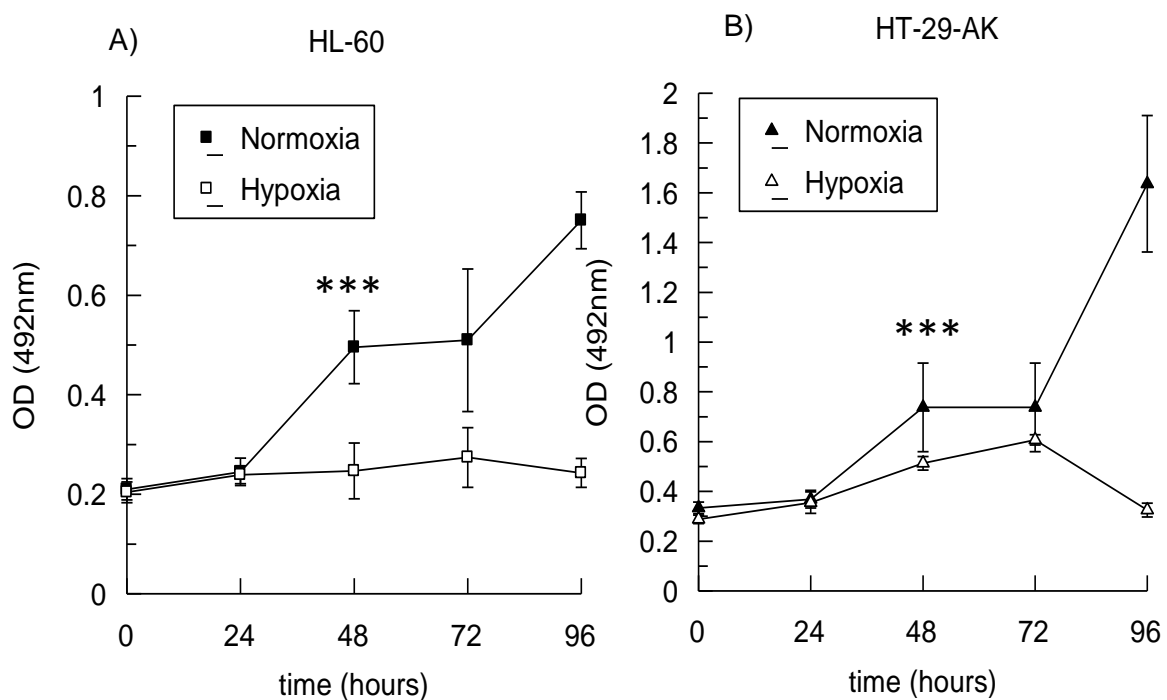 A) HL-60
1
0.8
0.6
0.4
0.2
0
OD (492nm)
Normoxia
Hypoxia
***
0 24 48 72 96
time (hours)
B) HT-29-AK
2
1.8
1.6
1.4
1.2
1
0.8
0.6
0.4
0.2
0
OD (492nm)
Normoxia
Hypoxia
***
0 24 48 72 96
time (hours)